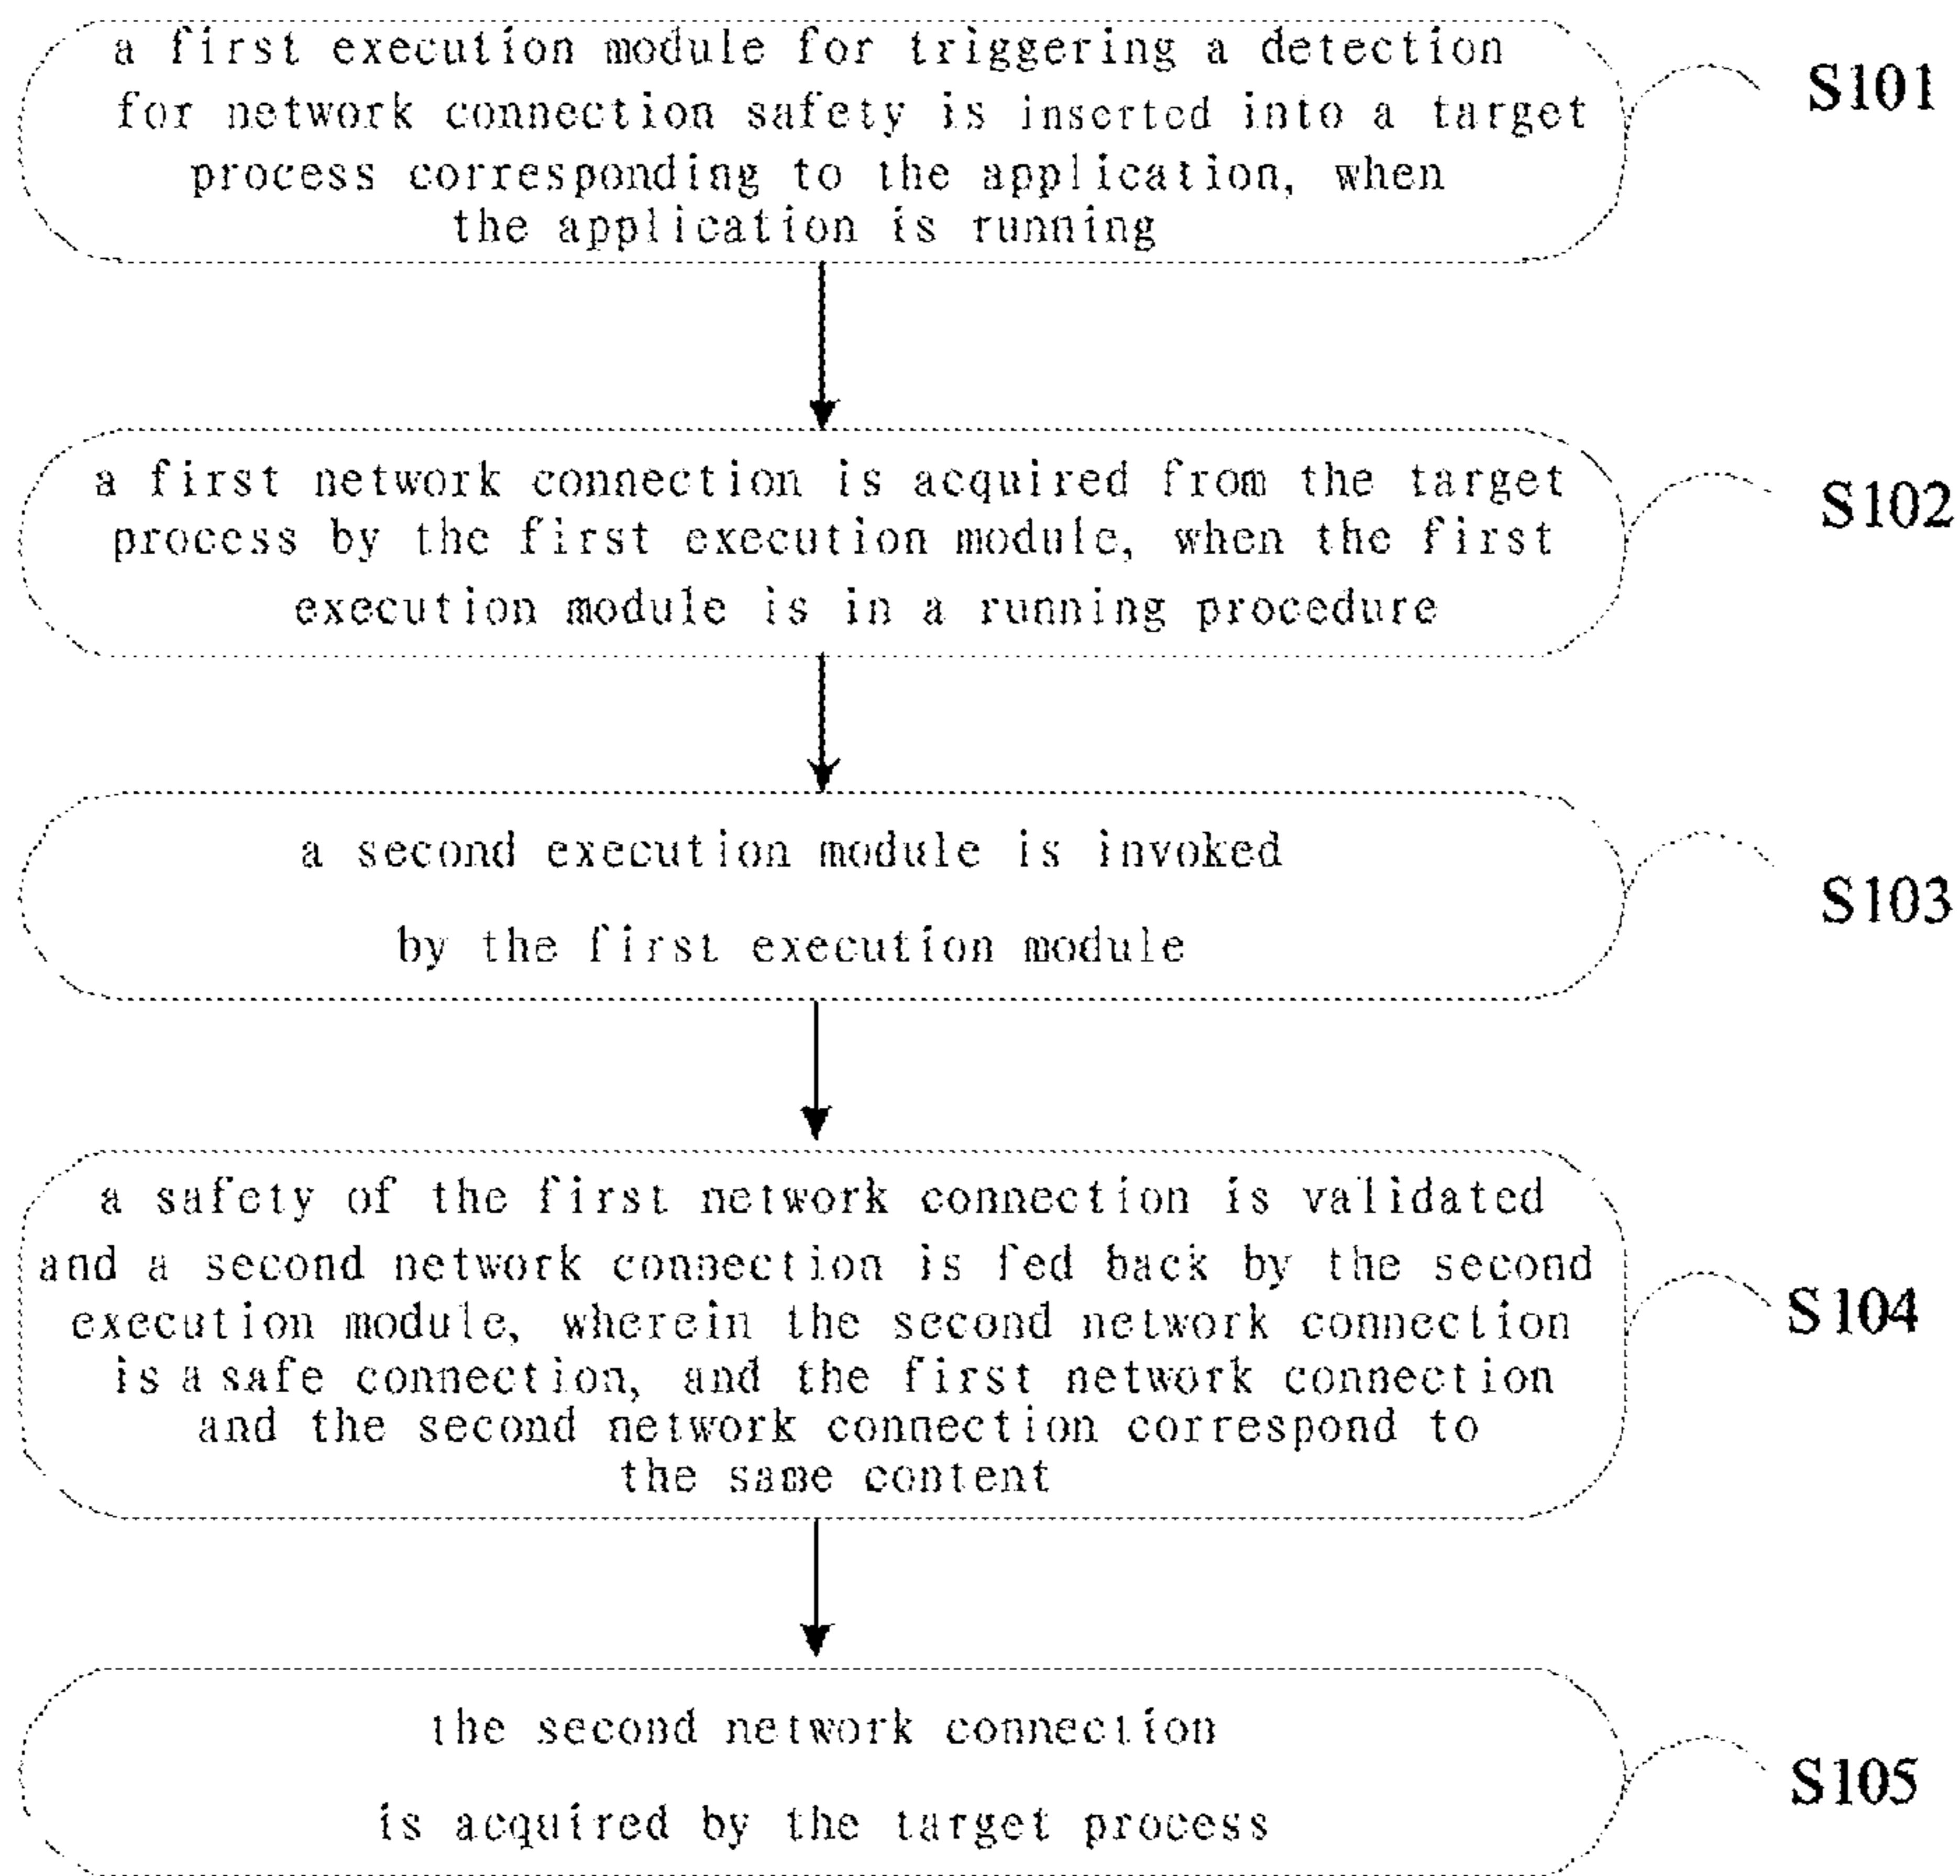 a first execution module for triggering a detection
for network connection safety is inserted into a target
process corresponding to the application, when
the application is running
S101
a first network connection is acquired from the target
process by the first execution module, when the first
execution module is in a running procedure
S102
a second execution module is invoked
by the first execution module
S103
a safety of the first network connection is validated
and a second network connection is fed back by the second
execution module, wherein the second network connection
is a safe connection, and the first network connection
and the second network connection correspond to
the same content
S104
the second network connection
is acquired by the target process
S105